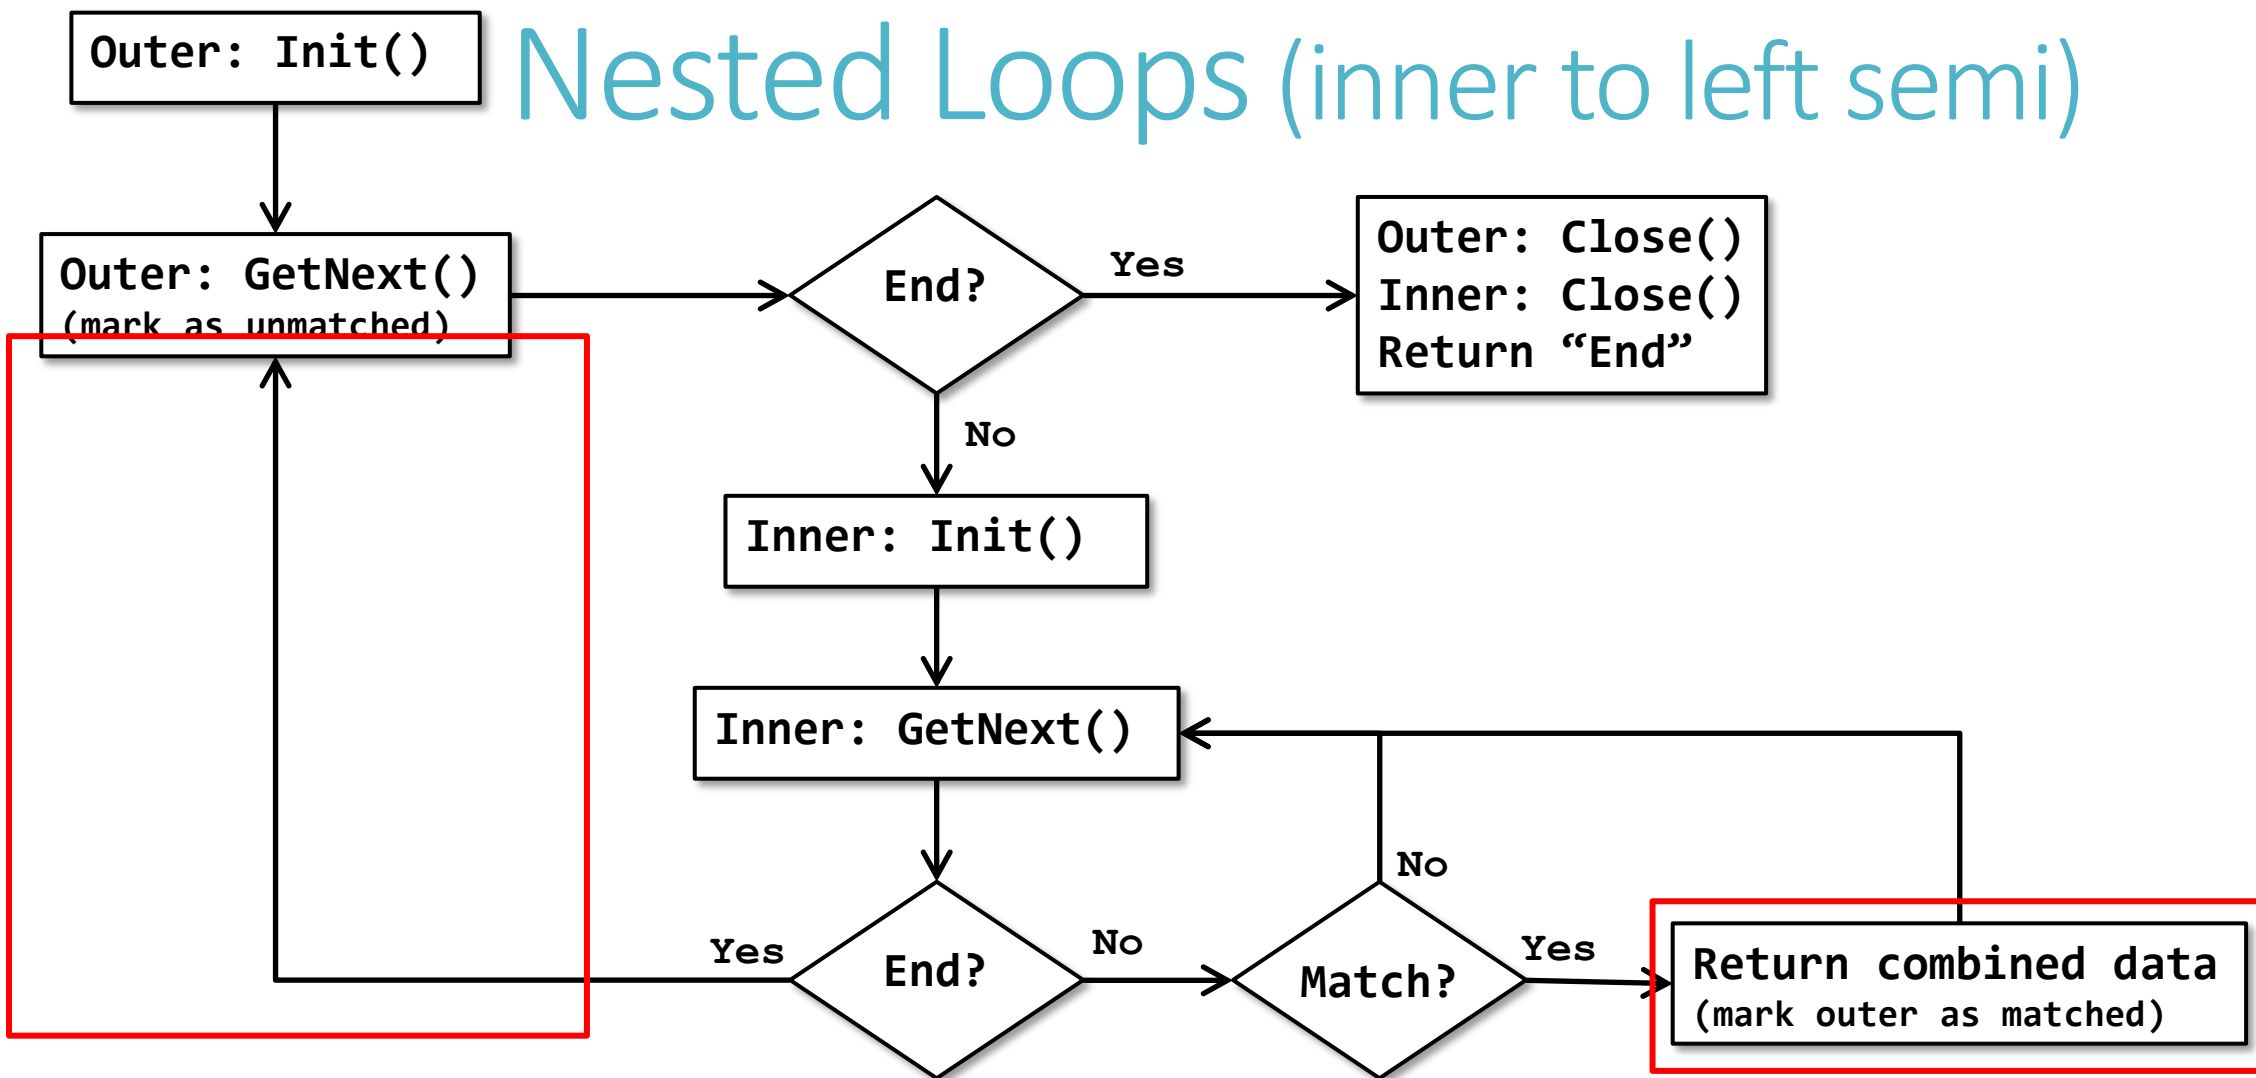 Outer: Init()
Nested Loops (inner to left semi)
Outer: GetNext()
(mark as unmatched)
End?
Yes
Outer: Close()
Inner: Close()
Return “End”
No
Inner: Init()
Inner: GetNext()
No
Yes
End?
No
Match?
Yes
Return combined data
(mark outer as matched)